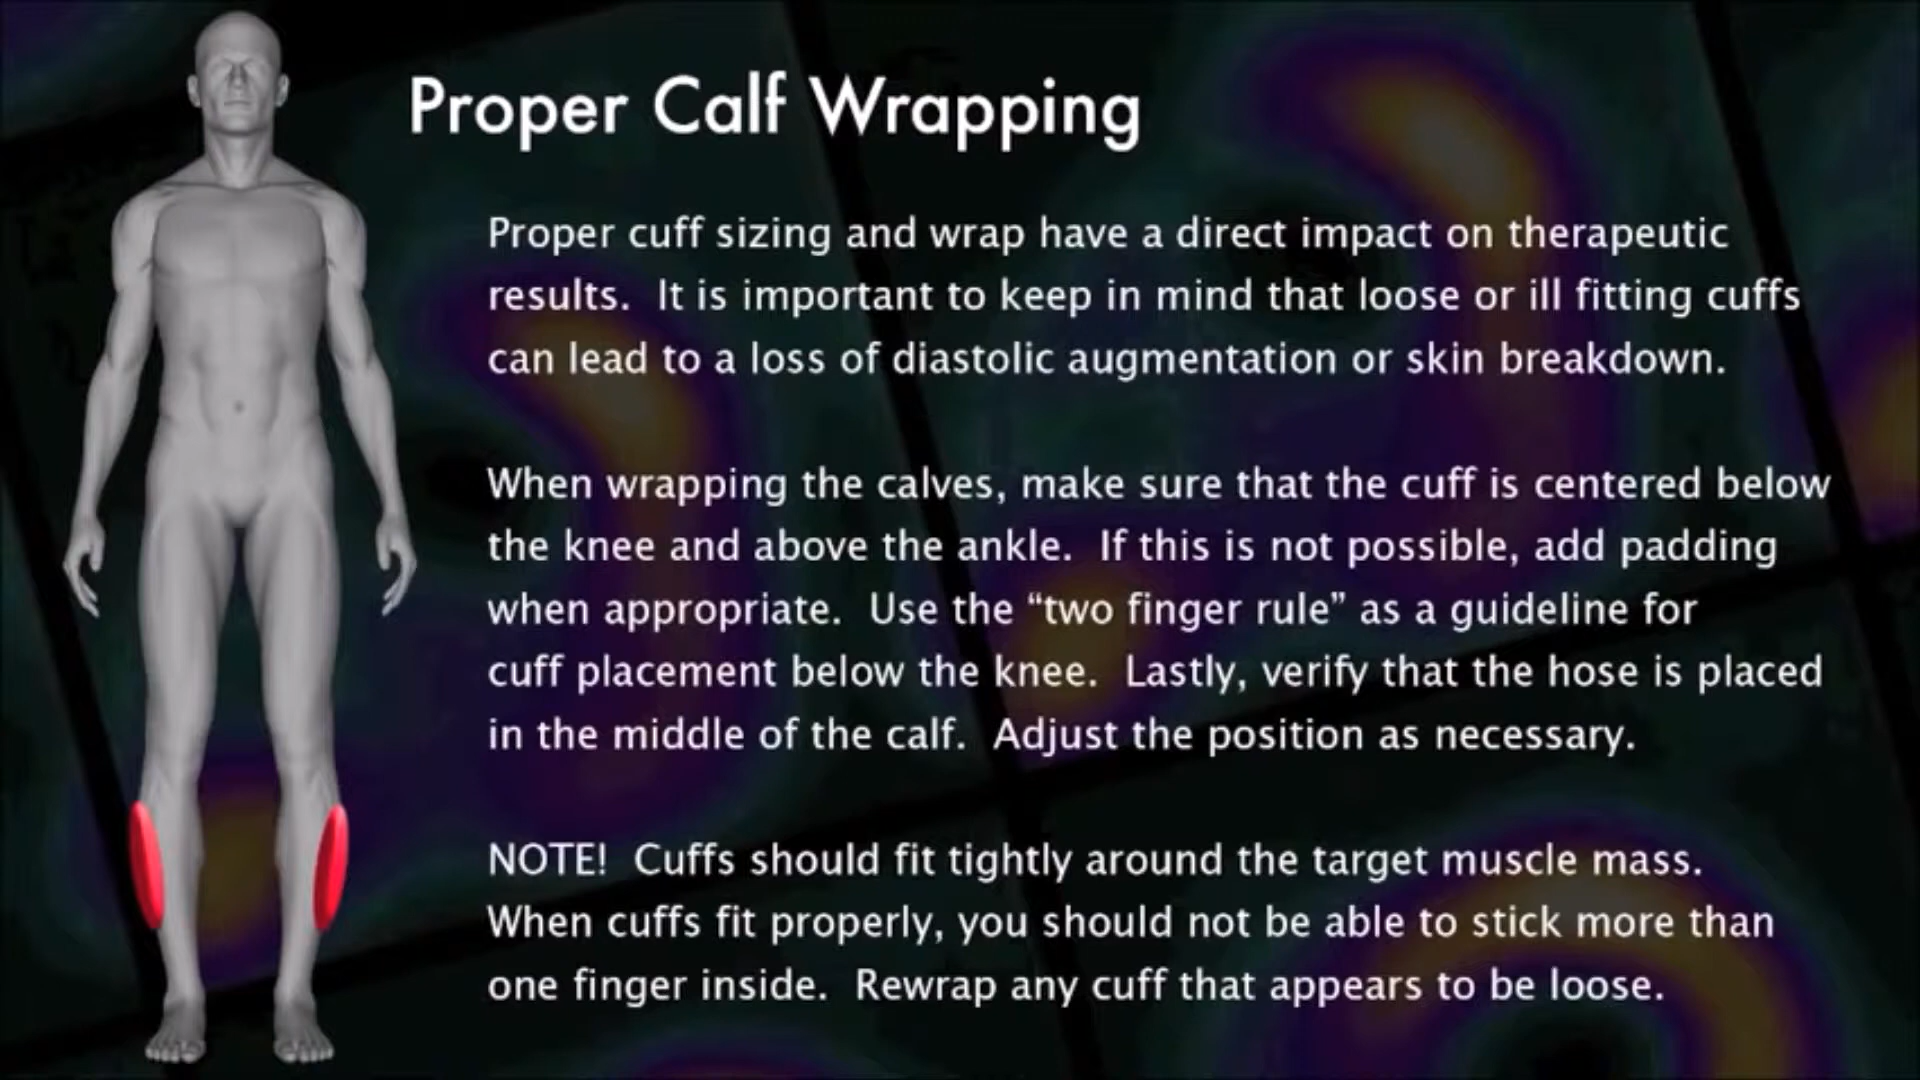 Proper Calf Wrapping
Proper cuff sizing and wrap have a direct impact on therapeutic
results.  It is important to keep in mind that loose or ill fitting cuffs
can lead to a loss of diastolic augmentation or skin breakdown.
When wrapping the calves, make sure that the cuff is centered below
the knee and above the ankle.  If this is not possible, add padding
when appropriate.  Use the “two finger rule” as a guideline for
cuff placement below the knee.  Lastly, verify that the hose is placed
in the middle of the calf.  Adjust the position as necessary.
NOTE!  Cuffs should fit tightly around the target muscle mass.
When cuffs fit properly, you should not be able to stick more than
one finger inside.  Rewrap any cuff that appears to be loose.